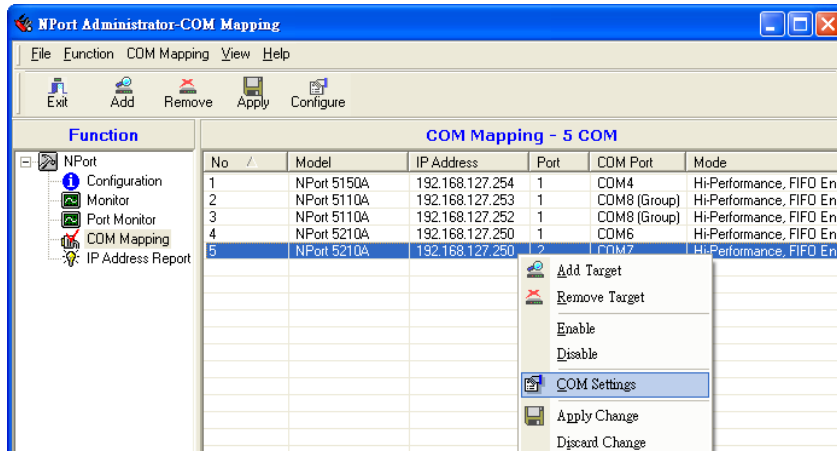 NPort Administrator-COM Mapping
File Function COM Mapping View Help
Exit Add Remove Apply Configure
Function
COM Mapping - 5 COM
NPort
Configuration
Monitor
Port Monitor
COM Mapping
IP Address Report
No Model IP Address Port COM Port Mode
1 NPort 5150A 192.168.127.254 1 COM4 Hi-Performance, FIFO En
2 NPort 5110A 192.168.127.253 1 COM8 (Group) Hi-Performance, FIFO En
3 NPort 5110A 192.168.127.252 1 COM8 (Group) Hi-Performance, FIFO En
4 NPort 5210A 192.168.127.250 1 COM6 Hi-Performance, FIFO En
5 NPort 5210A 192.168.127.250 2 COM7 Hi-Performance, FIFO En
Add Target
Remove Target
Enable
Disable
COM Settings
Apply Change
Discard Change